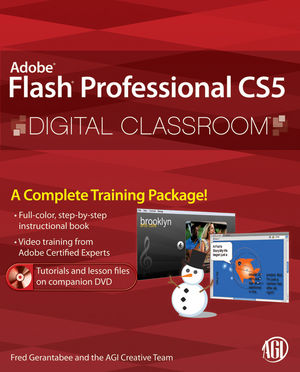 Adobe®
Flash® Professional CS5
DIGITAL CLASSROOM
A Complete Training Package!
• Full-color, step-by-step
instructional book
• Video training from
Adobe Certified Experts
Tutorials and lesson files
on companion DVD
brooklyn
Fred Gerantabee and the AGI Creative Team
AGI